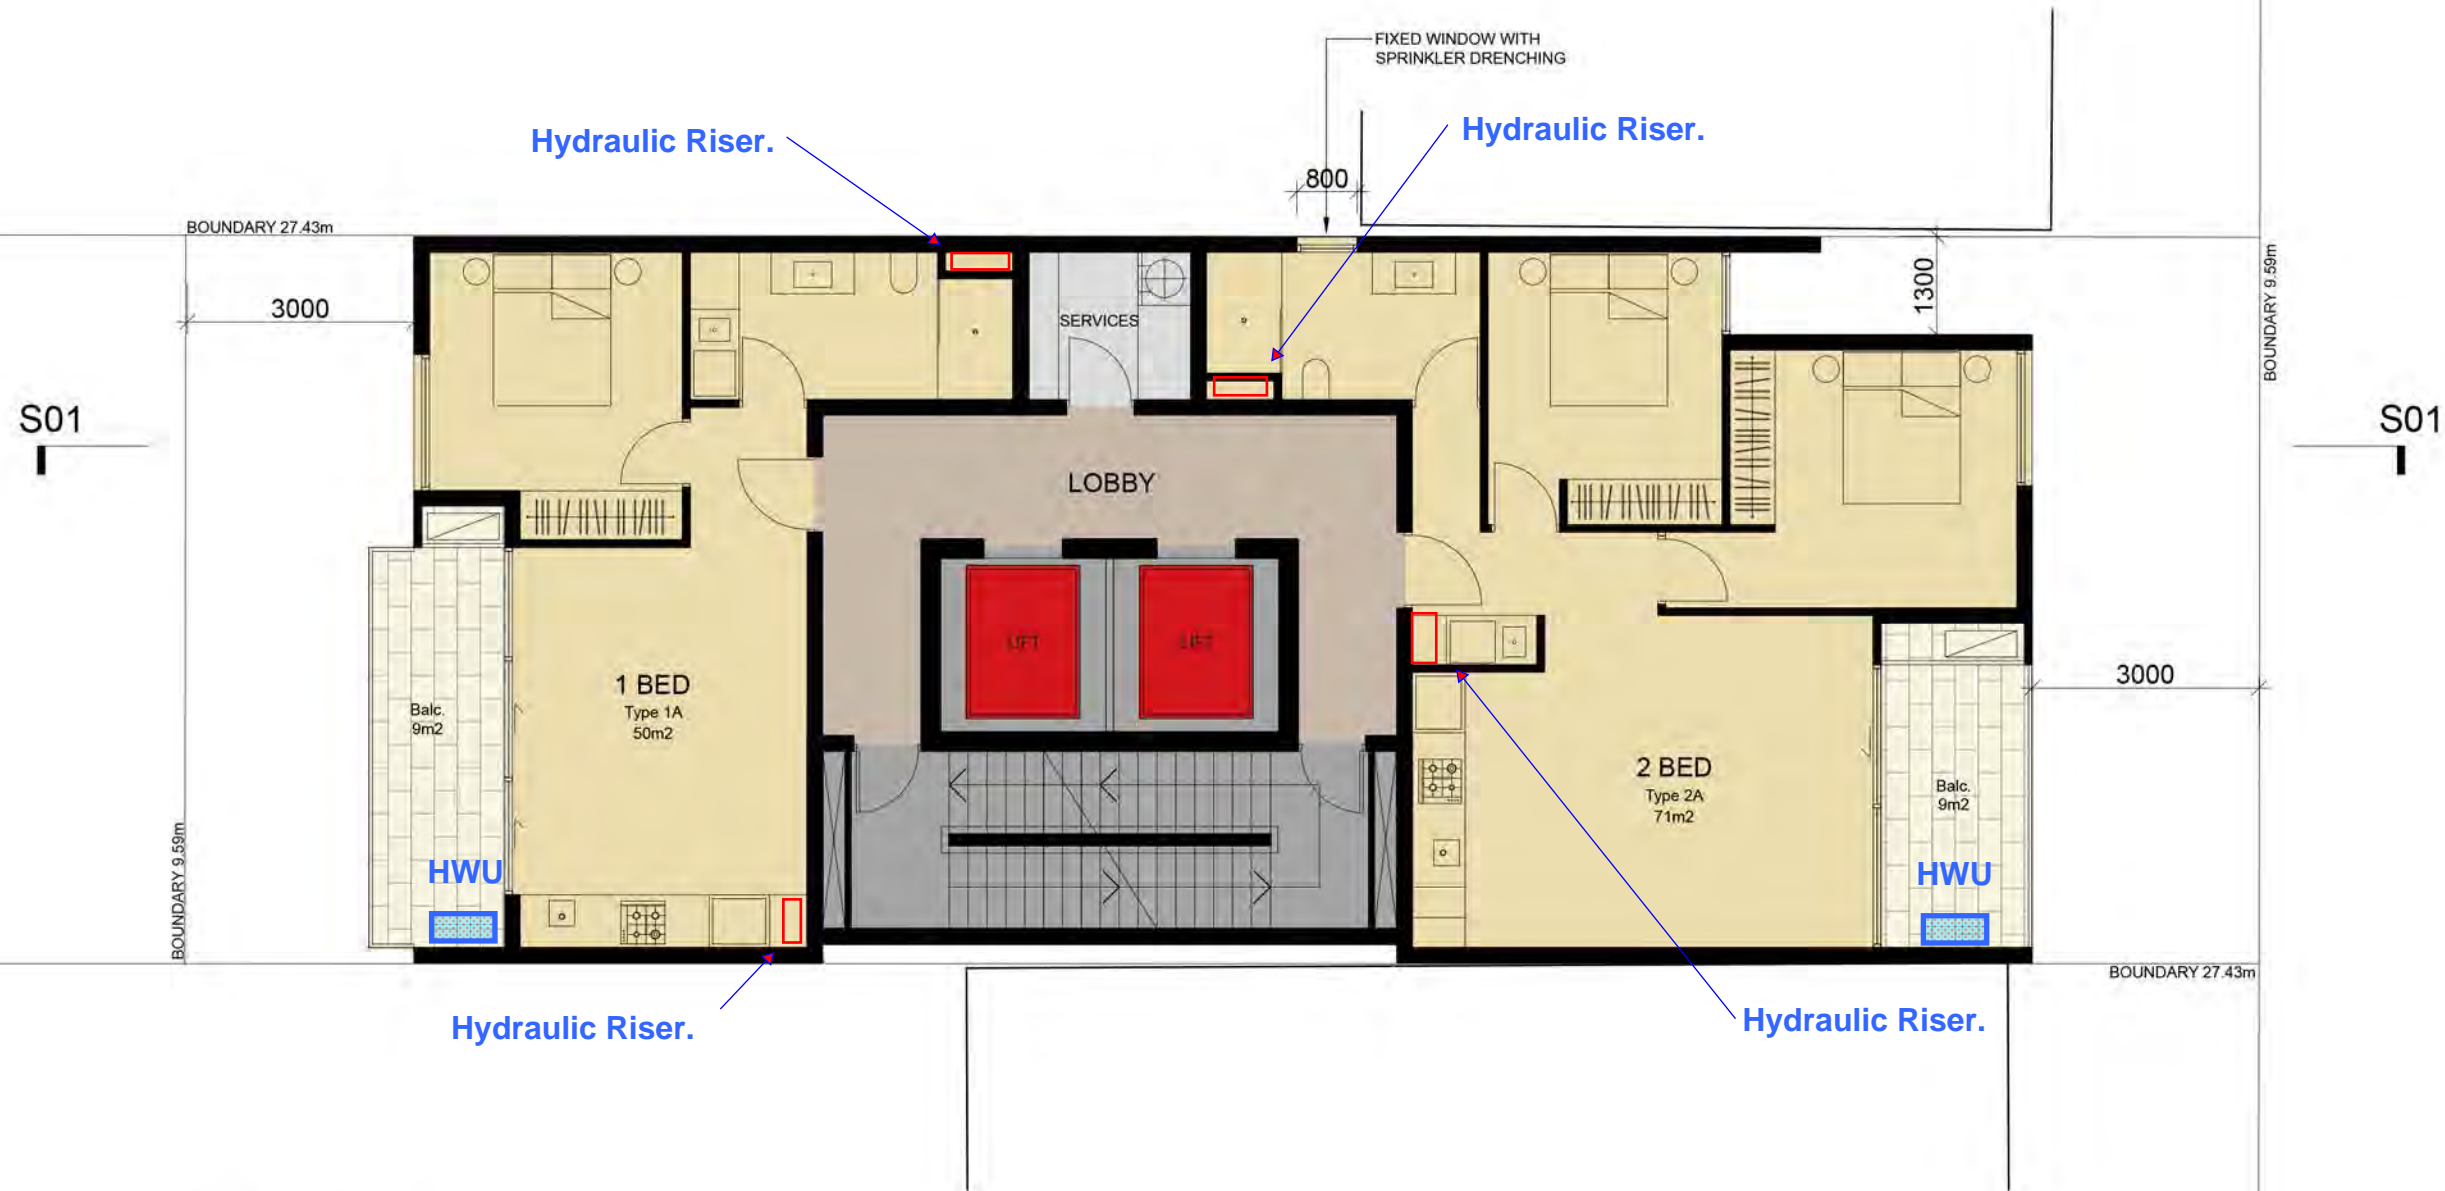 FIXED WINDOW WITH
SPRINKLER DRENCHING
Hydraulic Riser.
Hydraulic Riser.
800
BOUNDARY 27.43m
3000
1300
BOUNDARY 9.59m
SERVICES
S01
S01
LOBBY
LIFT
LIFT
1 BED
Type 1A
50m2
Balc.
9m2
3000
2 BED
Type 2A
71m2
Balc.
9m2
HWU
HWU
BOUNDARY 9.59m
BOUNDARY 27.43m
Hydraulic Riser.
Hydraulic Riser.